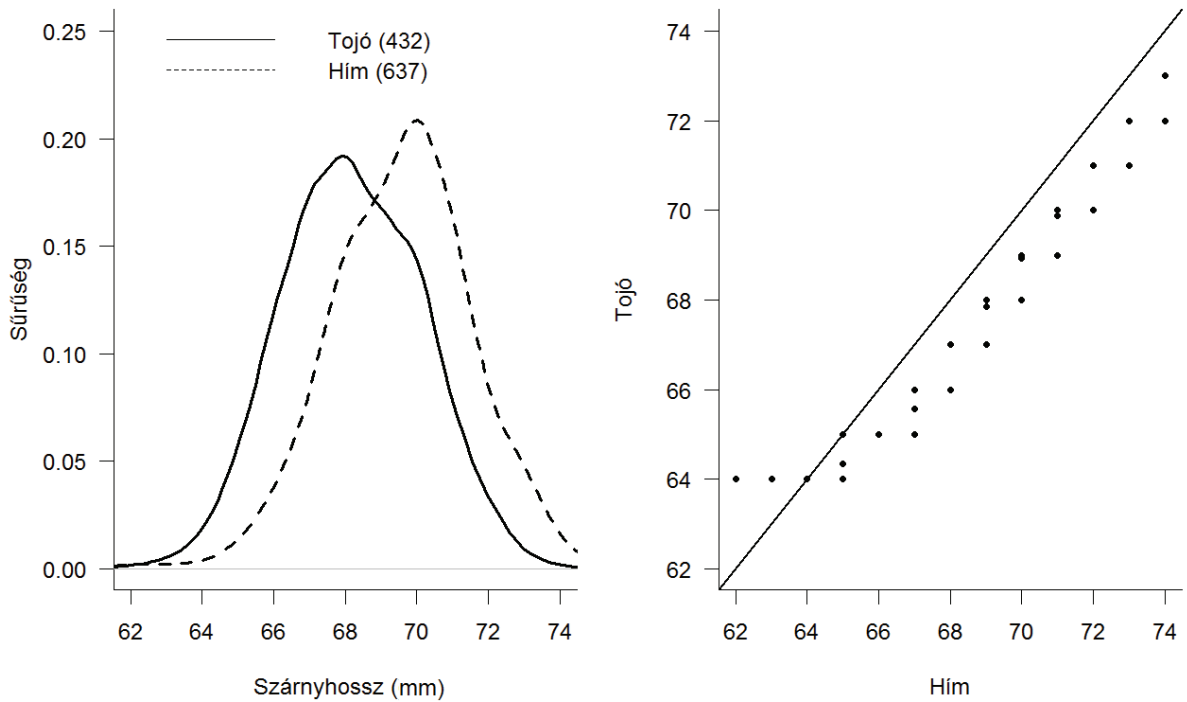 0.25
0.20
0.15
0.10
0.05
0.00
Sűrűség
Tojó (432)
Hím (637)
62 64 66 68 70 72 74
Szárnyhossz (mm)
74
72
70
68
66
64
62
Tojó
62 64 66 68 70 72 74
Hím